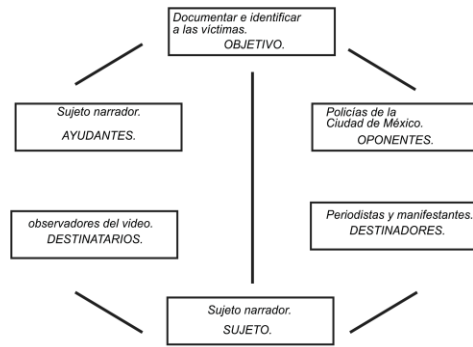 Documentar e identificar
a las víctimas.
OBJETIVO.
Sujeto narrador.
AYUDANTES.
Policías de la
Ciudad de México.
OPONENTES.
observadores del video.
DESTINATARIOS.
Periodistas y manifestantes.
DESTINADORES.
Sujeto narrador.
SUJETO.